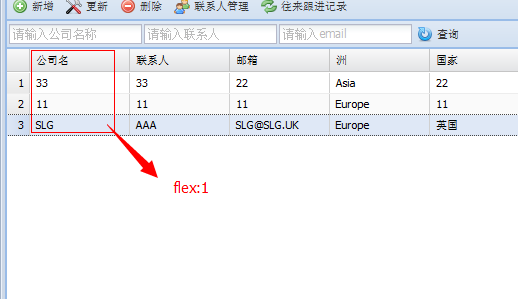 新增 更新 删除 联系人管理 往来跟进记录
请输入公司名称 请输入联系人 请输入email 查询
公司名 联系人 邮箱 洲 国家
1 33 33 22 Asia 22
2 11 11 11 Europe 11
3 SLG AAA SLG@SLG.UK Europe 英国
flex:1